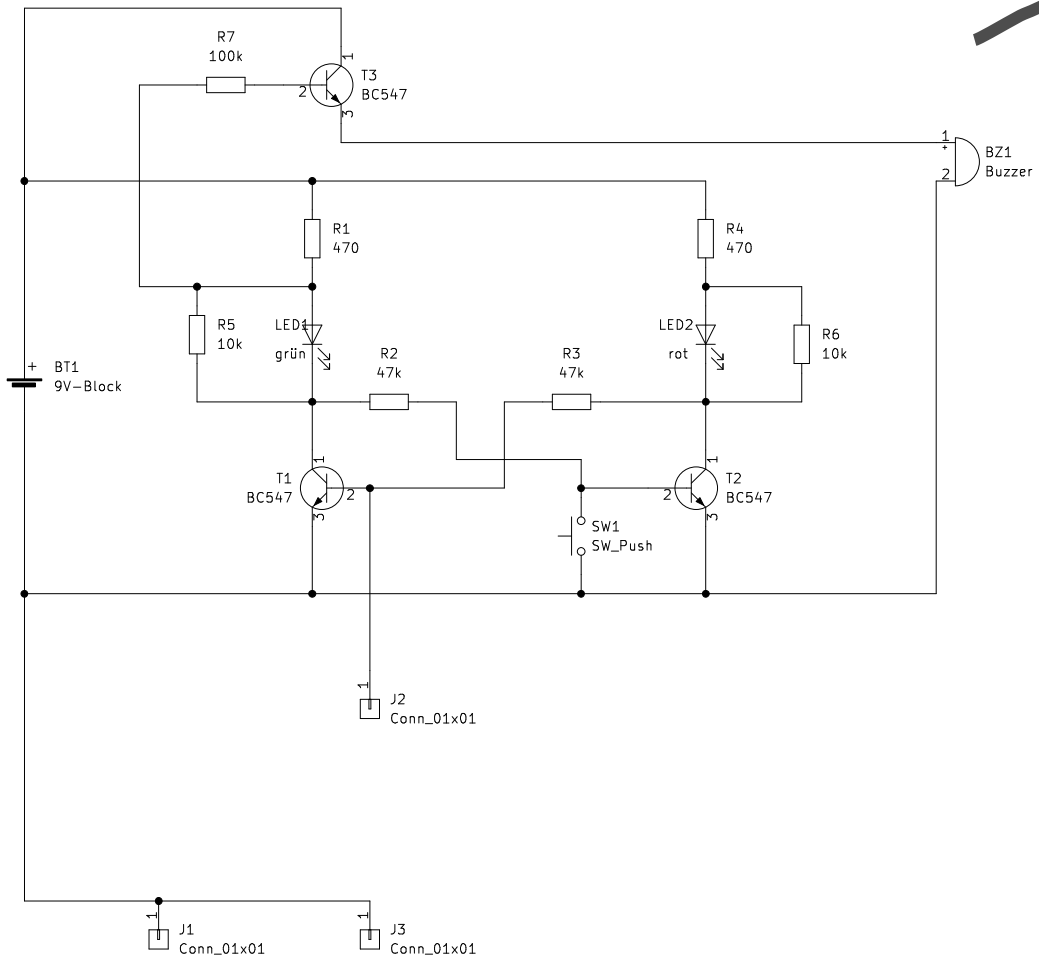 R7
100k
1
T3
BC547
2
3
1
+
BZ1
Buzzer
2
R1
470
R4
470
R5
10k
LED1
grün
R2
47k
R3
47k
LED2
rot
R6
10k
+
BT1
9V-Block
1
T1
BC547
2
3
1
T2
BC547
2
3
SW1
SW_Push
1
J2
Conn_01x01
1
J1
Conn_01x01
1
J3
Conn_01x01